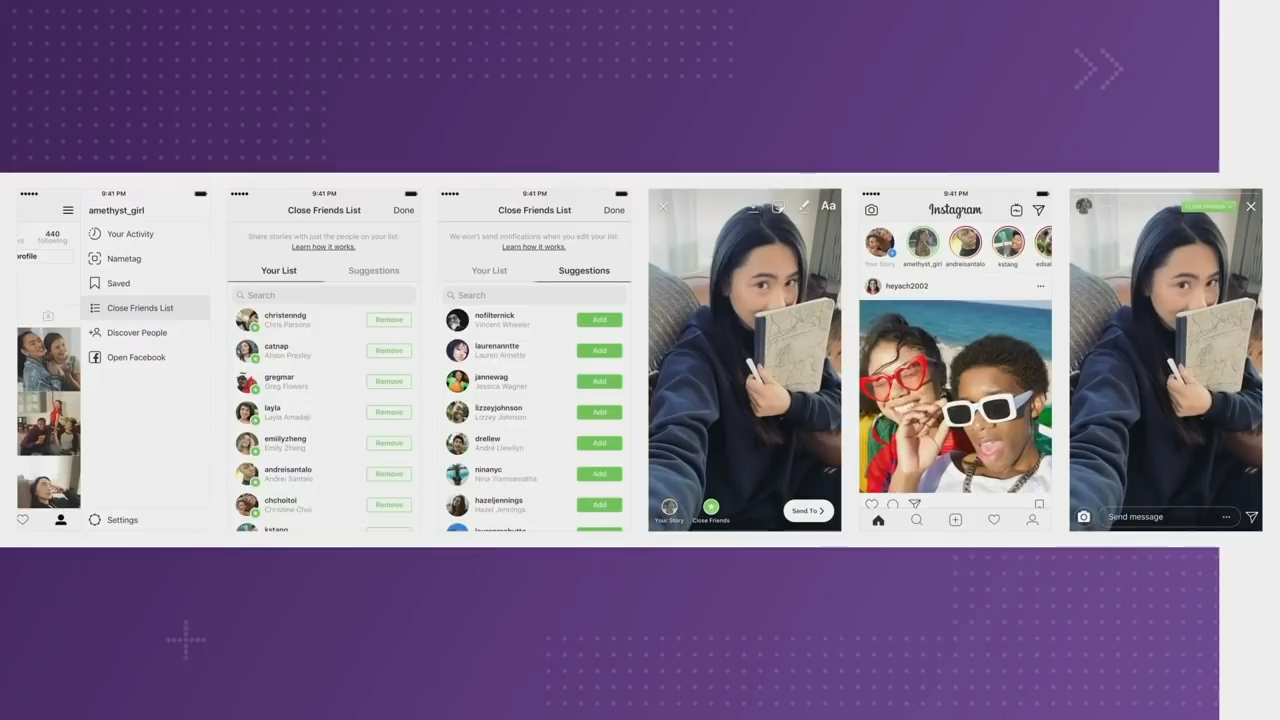 9:41 PM
amethyst_girl
440
following
rofile
Your Activity
Nametag
Saved
Close Friends List
Discover People
Open Facebook
Settings
9:41 PM
Close Friends List
Done
Share stories with just the people on your list.
Learn how it works.
Your List
Suggestions
Search
christenndg
Chris Parsons
Remove
catnap
Alison Presley
Remove
gregmar
Greg Flowers
Remove
layla
Layla Amadaji
Remove
emiilyzheng
Emily Zheng
Remove
andreisantalo
Andrei Santalo
Remove
chchoitoi
Christine Choi
Remove
kstang
9:41 PM
Close Friends List
Done
We won't send notifications when you edit your list.
Learn how it works.
Your List
Suggestions
Search
nofilternick
Vincent Wheeler
Add
laurenanntte
Lauren Annette
Add
jannewag
Jessica Wagner
Add
lizzeyjohnson
Lizzey Johnson
Add
drellew
André Llewllyn
Add
ninanyc
Nina Yiamsamatha
Add
hazeljennings
Hazel Jennings
Add
Aa
Your Story
Close Friends
Send To
9:41 PM
Instagram
Your Story
amethyst_girl
andreisantalo
kstang
edsal
heyach2002
CLOSE FRIENDS
Send message